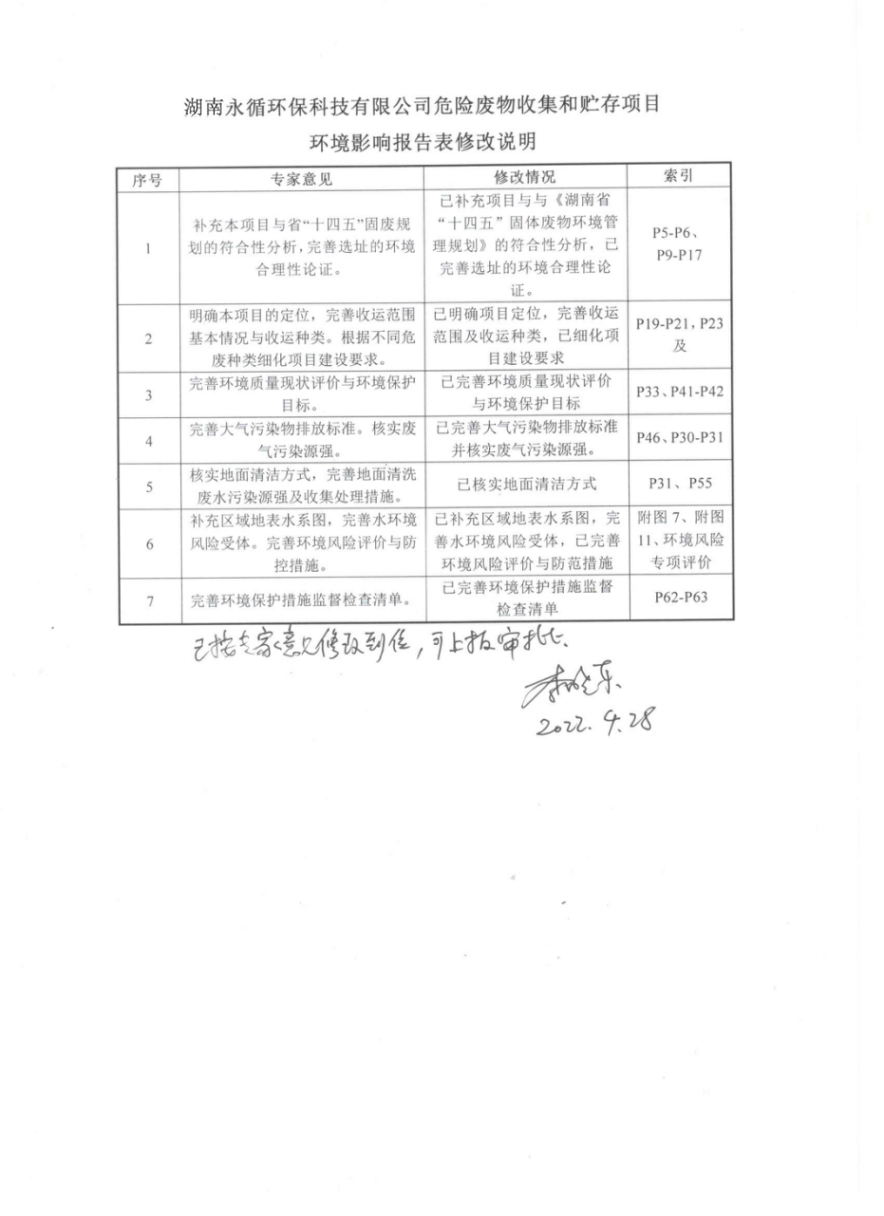 湖南永循环保科技有限公司危险废物收集和贮存项目
环境影响报告表修改说明
序号 专家意见 修改情况 索引
1
补充本项目与省“十四五”固废规
划的符合性分析，完善选址的环境
合理性论证。
已补充项目与与《湖南省
“十四五”固体废物环境管
理规划》的符合性分析，已
完善选址的环境合理性论
证。
P5-P6、
P9-P17
2
明确本项目的定位，完善收运范围
基本情况与收运种类。根据不同危
废种类细化项目建设要求。
已明确项目定位，完善收运
范围及收运种类，已细化项
目建设要求
P19-P21，P23
及
3
完善环境质量现状评价与环境保护
目标。
已完善环境质量现状评价
与环境保护目标
P33、P41-P42
4
完善大气污染物排放标准。核实废
气污染源强。
已完善大气污染物排放标准
并核实废气污染源强。
P46、P30-P31
5
核实地面清洁方式，完善地面清洗
废水污染源强及收集处理措施。
已核实地面清洁方式
P31、P55
6
补充区域地表水系图，完善水环境
风险受体。完善环境风险评价与防
控措施。
已补充区域地表水系图，完
善水环境风险受体，已完善
环境风险评价与防范措施
附图 7、附图
11、环境风险
专项评价
7
完善环境保护措施监督检查清单。
已完善环境保护措施监督
检查清单
P62-P63
已按专家意见修改到位，可上报审批。
2022.4.28